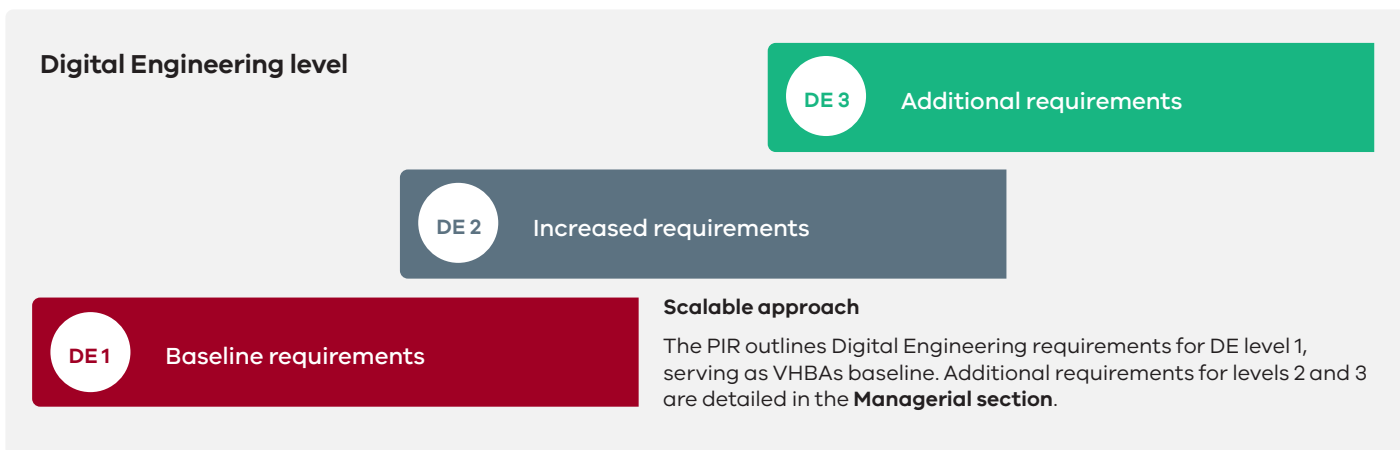 Digital Engineering level
DE 3
Additional requirements
DE 2
Increased requirements
DE 1
Baseline requirements
Scalable approach
The PIR outlines Digital Engineering requirements for DE level 1,
serving as VHBAs baseline. Additional requirements for levels 2 and 3
are detailed in the Managerial section.